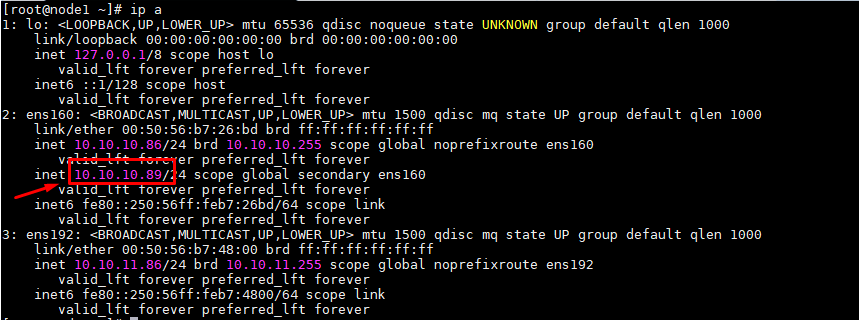 [root@node1 ~]# ip a
1: lo: <LOOPBACK,UP,LOWER_UP> mtu 65536 qdisc noqueue state UNKNOWN group default qlen 1000
link/loopback 00:00:00:00:00:00 brd 00:00:00:00:00:00
inet 127.0.0.1/8 scope host lo
valid_lft forever preferred_lft forever
inet6 ::1/128 scope host
valid_lft forever preferred_lft forever
2: ens160: <BROADCAST,MULTICAST,UP,LOWER_UP> mtu 1500 qdisc mq state UP group default qlen 1000
link/ether 00:50:56:b7:26:bd brd ff:ff:ff:ff:ff:ff
inet 10.10.10.86/24 brd 10.10.10.255 scope global noprefixroute ens160
valid_lft forever preferred_lft forever
inet 10.10.10.89/24 scope global secondary ens160
valid_lft forever preferred_lft forever
inet6 fe80::250:56ff:feb7:26bd/64 scope link
valid_lft forever preferred_lft forever
3: ens192: <BROADCAST,MULTICAST,UP,LOWER_UP> mtu 1500 qdisc mq state UP group default qlen 1000
link/ether 00:50:56:b7:48:00 brd ff:ff:ff:ff:ff:ff
inet 10.10.11.86/24 brd 10.10.11.255 scope global noprefixroute ens192
valid_lft forever preferred_lft forever
inet6 fe80::250:56ff:feb7:4800/64 scope link
valid_lft forever preferred_lft forever
[root@node1 ~]#